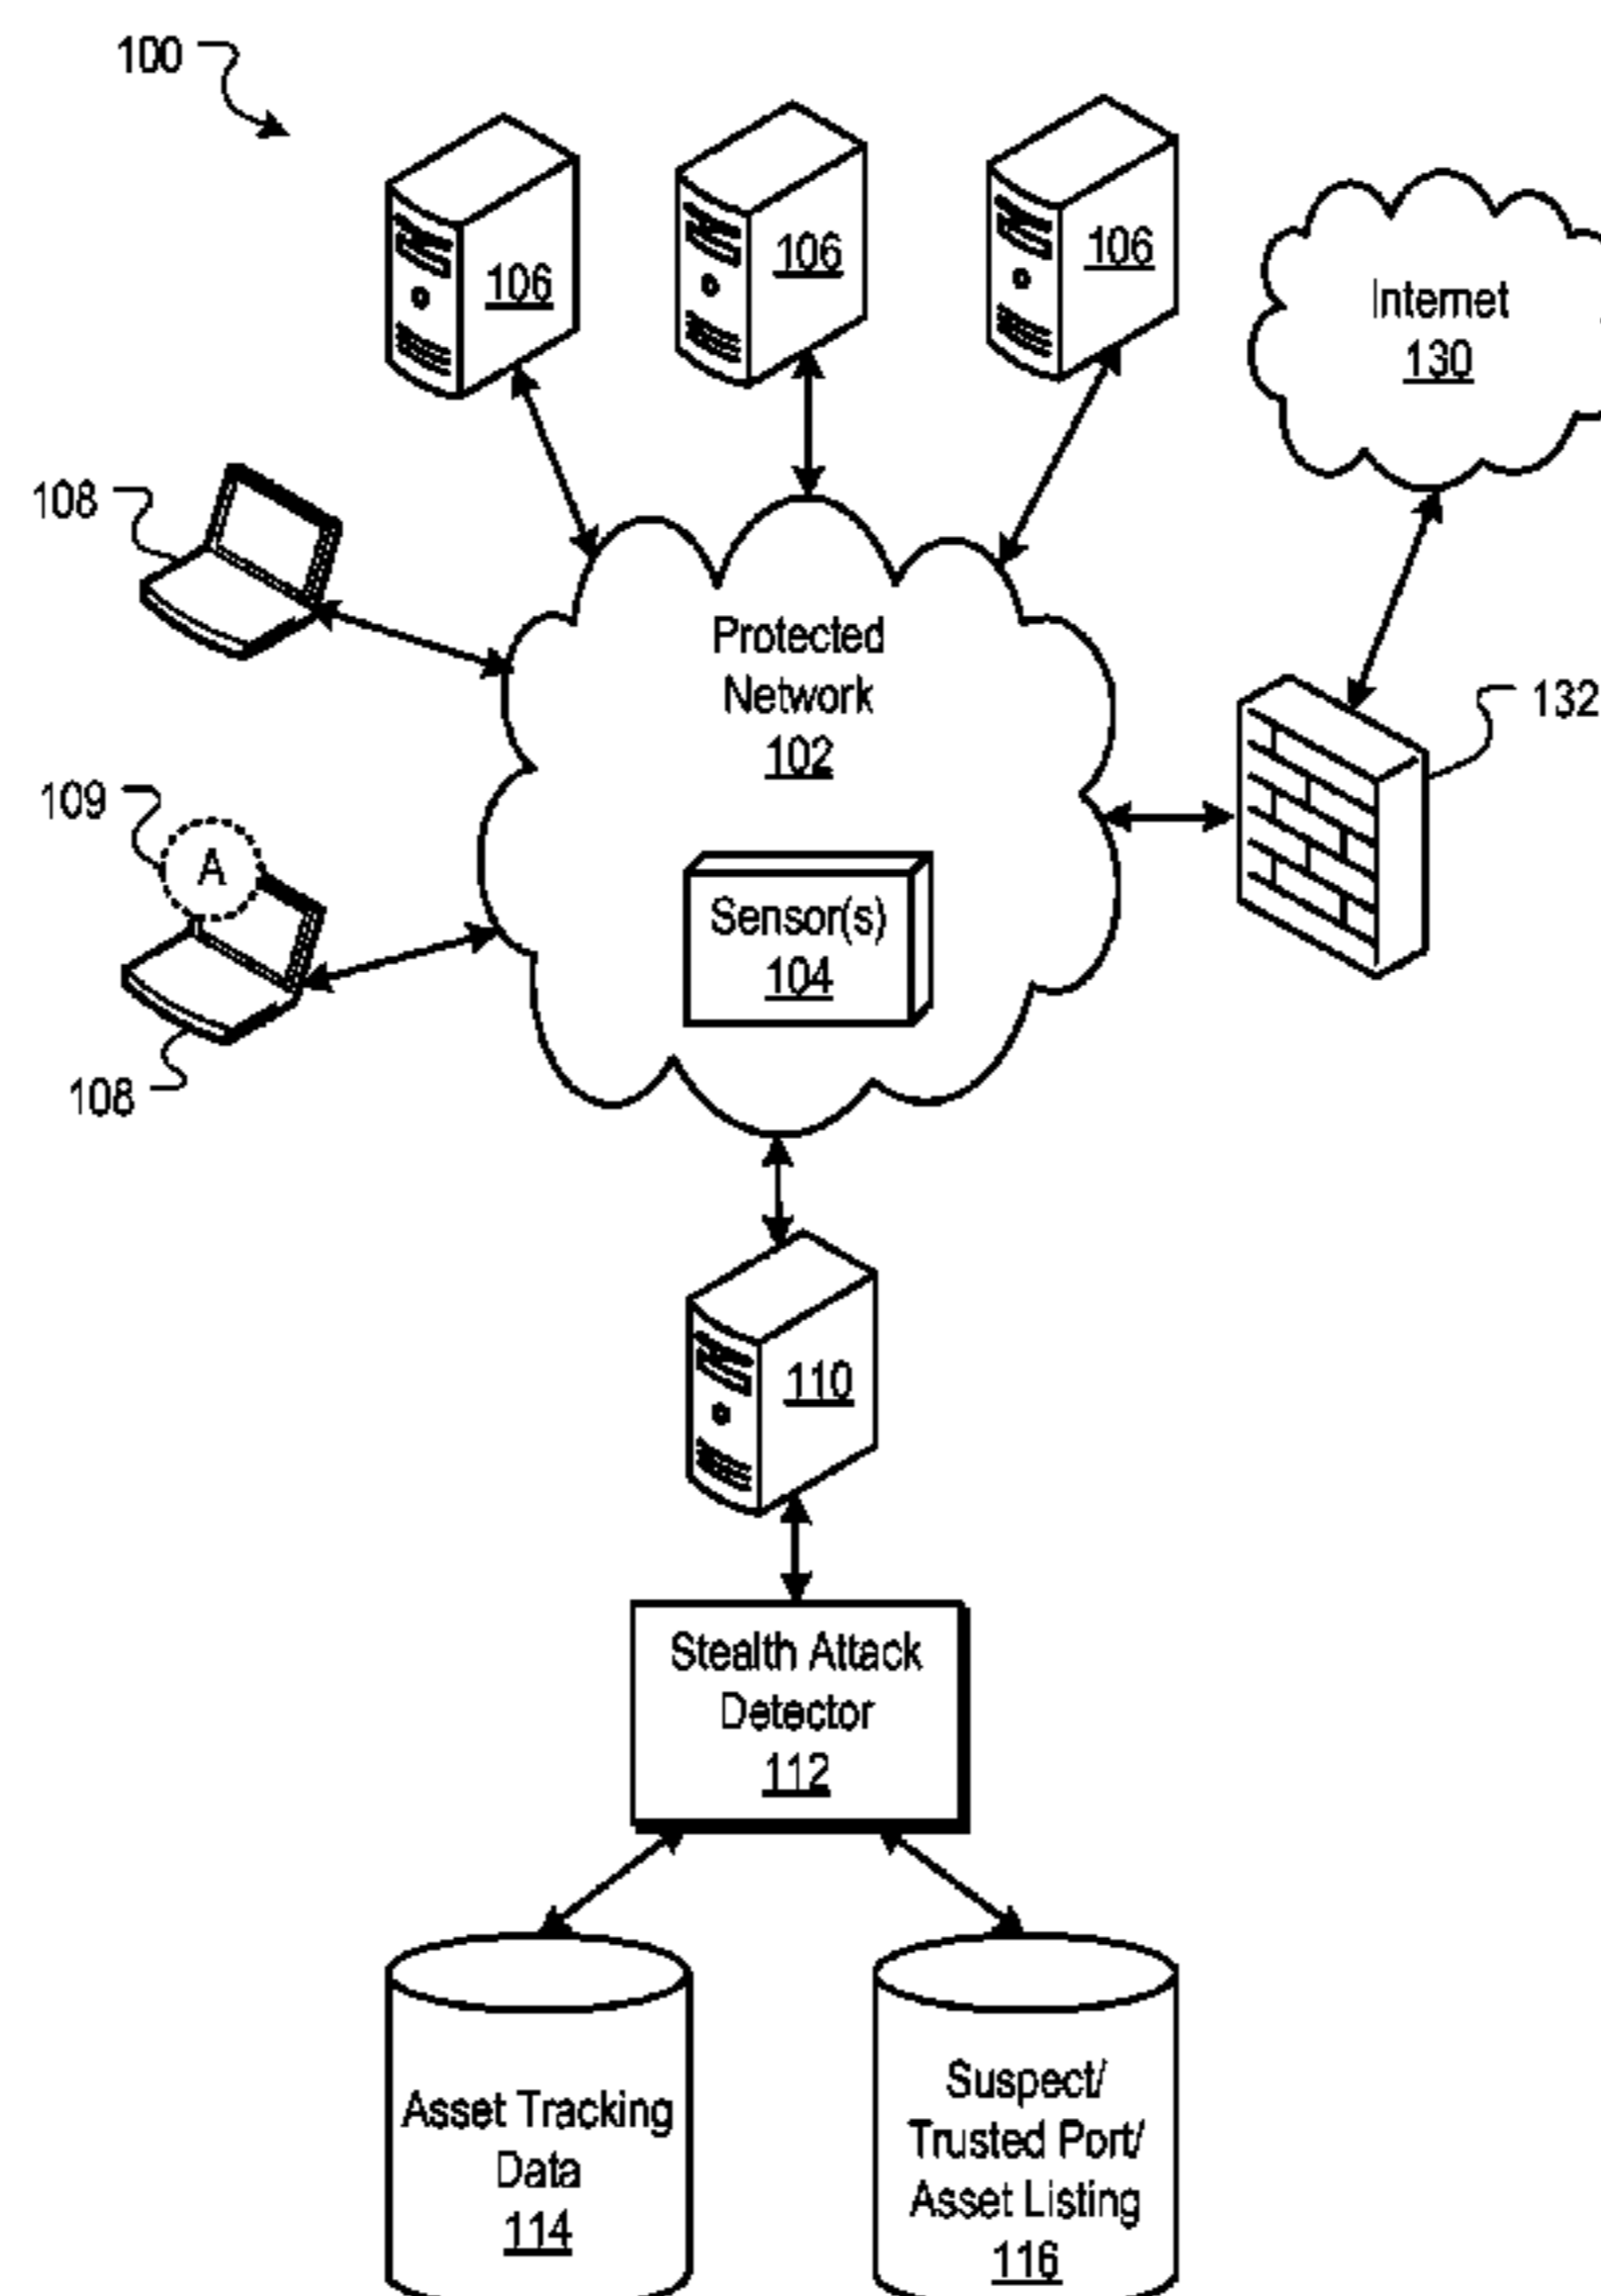 100
106
106
106
Internet
130
108
Protected
Network
102
132
109
A
Sensor(s)
104
108
110
Stealth Attack
Detector
112
Asset Tracking
Data
114
Suspect/
Trusted Port/
Asset Listing
116